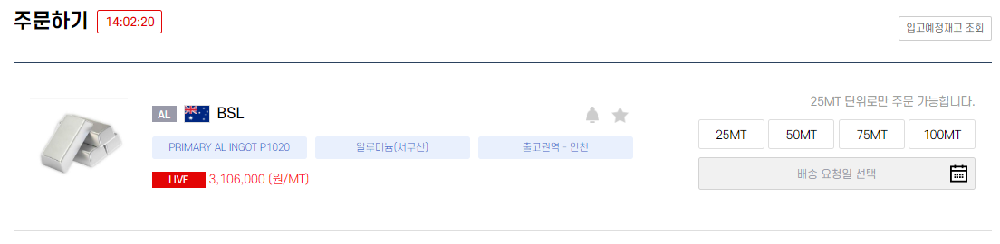 주문하기 14:02:20
입고예정재고 조회
25MT 단위로만 주문 가능합니다.
AL BSL
25MT 50MT 75MT 100MT
PRIMARY AL INGOT P1020 알루미늄(서구산) 출고권역 - 인천
LIVE 3,106,000 (원/MT)
배송 요청일 선택